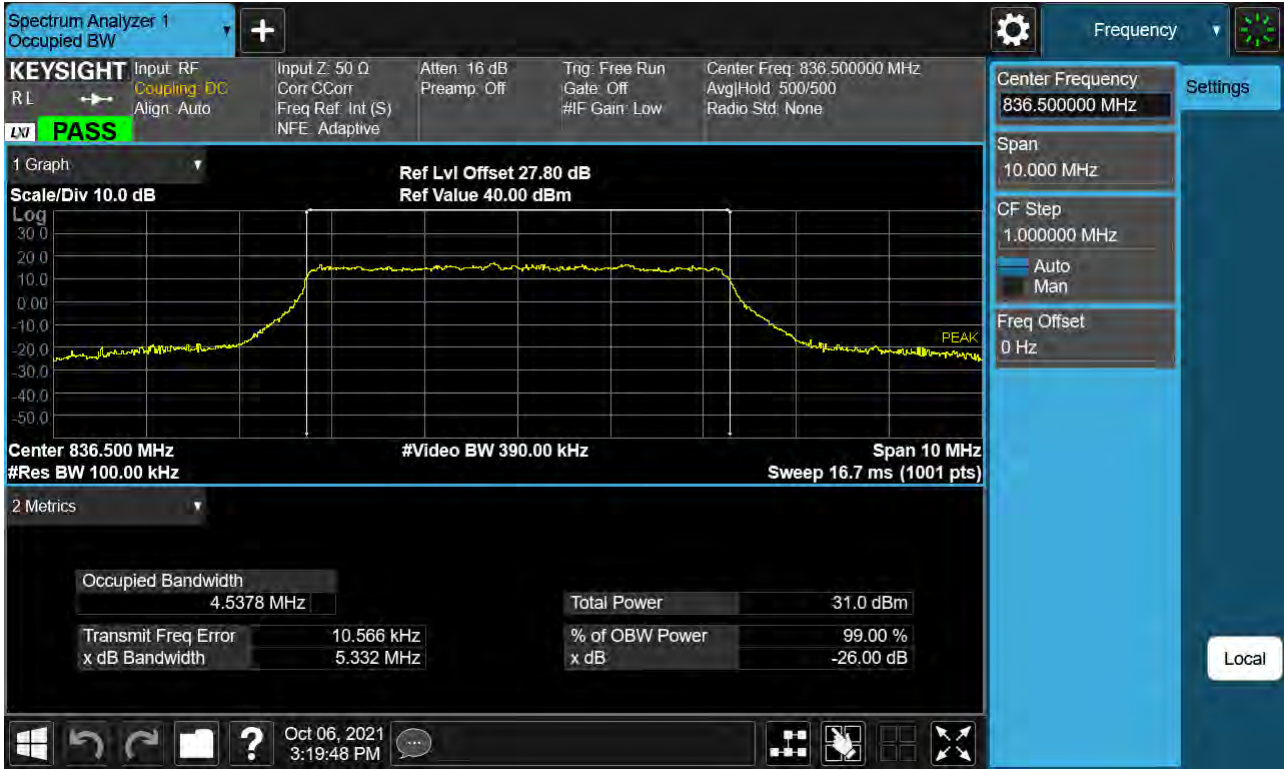 Spectrum Analyzer 1
Occupied BW
Frequency
KEYSIGHT
R L
LXI
PASS
Input: RF
Coupling: DC
Align: Auto
Input Z: 50 Ω
Corr CCorr
Freq Ref: Int (S)
NFE: Adaptive
Atten: 16 dB
Preamp: Off
Trig: Free Run
Gate: Off
#IF Gain: Low
Center Freq: 836.500000 MHz
Avg|Hold: 500/500
Radio Std: None
Center Frequency
836.500000 MHz
Settings
Span
10.000 MHz
CF Step
1.000000 MHz
Auto
Man
Freq Offset
0 Hz
Local
1 Graph
Scale/Div 10.0 dB
Ref Lvl Offset 27.80 dB
Ref Value 40.00 dBm
Log
30.0
20.0
10.0
0.00
-10.0
-20.0
-30.0
-40.0
-50.0
PEAK
Center 836.500 MHz
#Video BW 390.00 kHz
Span 10 MHz
#Res BW 100.00 kHz
Sweep 16.7 ms (1001 pts)
2 Metrics
Occupied Bandwidth
4.5378 MHz
Total Power 31.0 dBm
Transmit Freq Error 10.566 kHz
% of OBW Power 99.00 %
x dB Bandwidth 5.332 MHz
x dB -26.00 dB
?
Oct 06, 2021
3:19:48 PM